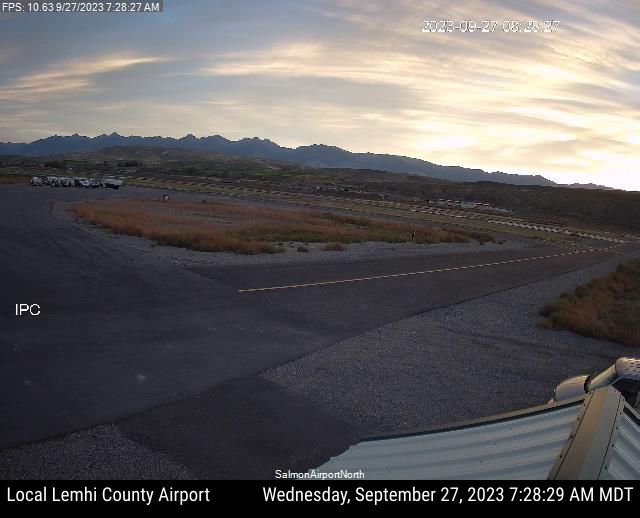 FPS: 10.63 9/27/2023 7:28:27 AM
2023-09-27 08:28:27
IPC
SalmonAirportNorth
Local Lemhi County Airport Wednesday, September 27, 2023 7:28:29 AM MDT